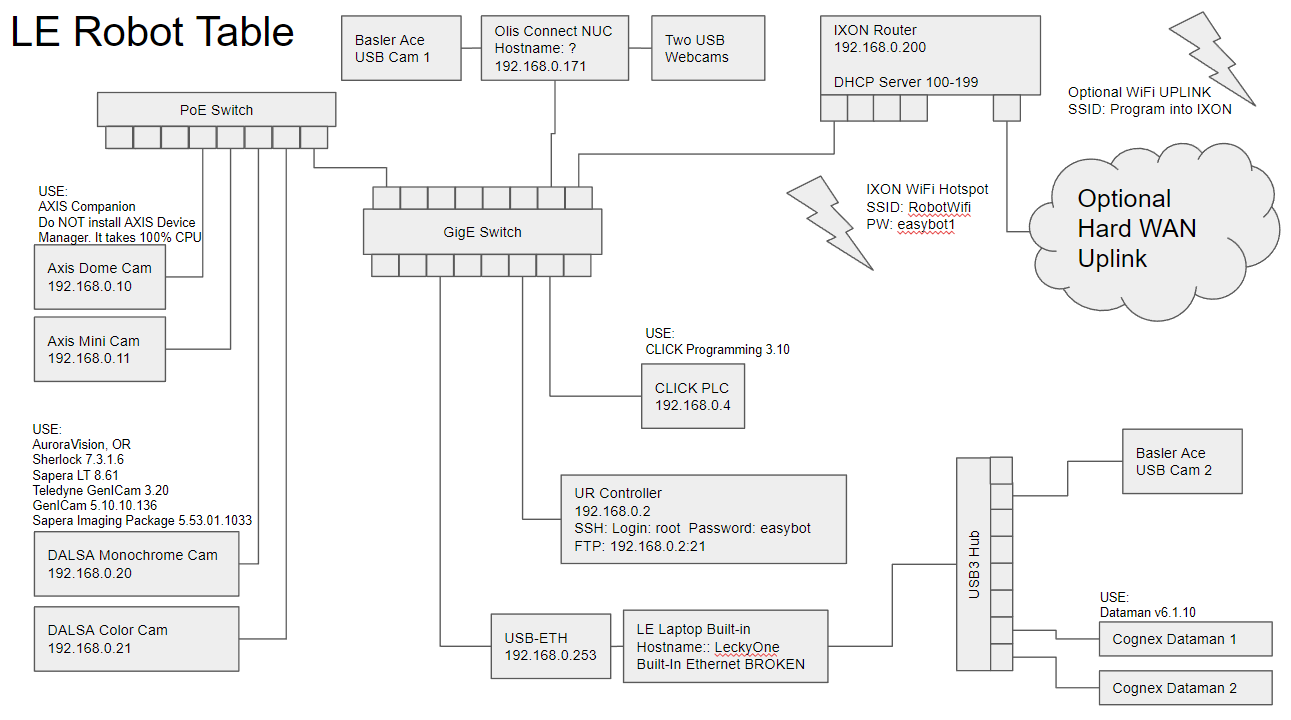 LE Robot Table
Basler Ace
USB Cam 1
Olis Connect NUC
Hostname: ?
192.168.0.171
Two USB
Webcams
IXON Router
192.168.0.200
DHCP Server 100-199
Optional WiFi UPLINK
SSID: Program into IXON
PoE Switch
USE:
AXIS Companion
Do NOT install AXIS Device
Manager. It takes 100% CPU
Axis Dome Cam
192.168.0.10
Axis Mini Cam
192.168.0.11
GigE Switch
IXON WiFi Hotspot
SSID: RobotWifi
PW: easybot1
Optional
Hard WAN
Uplink
USE:
CLICK Programming 3.10
CLICK PLC
192.168.0.4
USE:
AuroraVision, OR
Sherlock 7.3.1.6
Sapera LT 8.61
Teledyne GenICam 3.20
GenICam 5.10.10.136
Sapera Imaging Package 5.53.01.1033
DALSA Monochrome Cam
192.168.0.20
DALSA Color Cam
192.168.0.21
UR Controller
192.168.0.2
SSH: Login: root  Password: easybot
FTP: 192.168.0.2:21
USB-ETH
192.168.0.253
LE Laptop Built-in
Hostname:: LeckyOne
Built-In Ethernet BROKEN
USB3 Hub
Basler Ace
USB Cam 2
USE:
Dataman v6.1.10
Cognex Dataman 1
Cognex Dataman 2